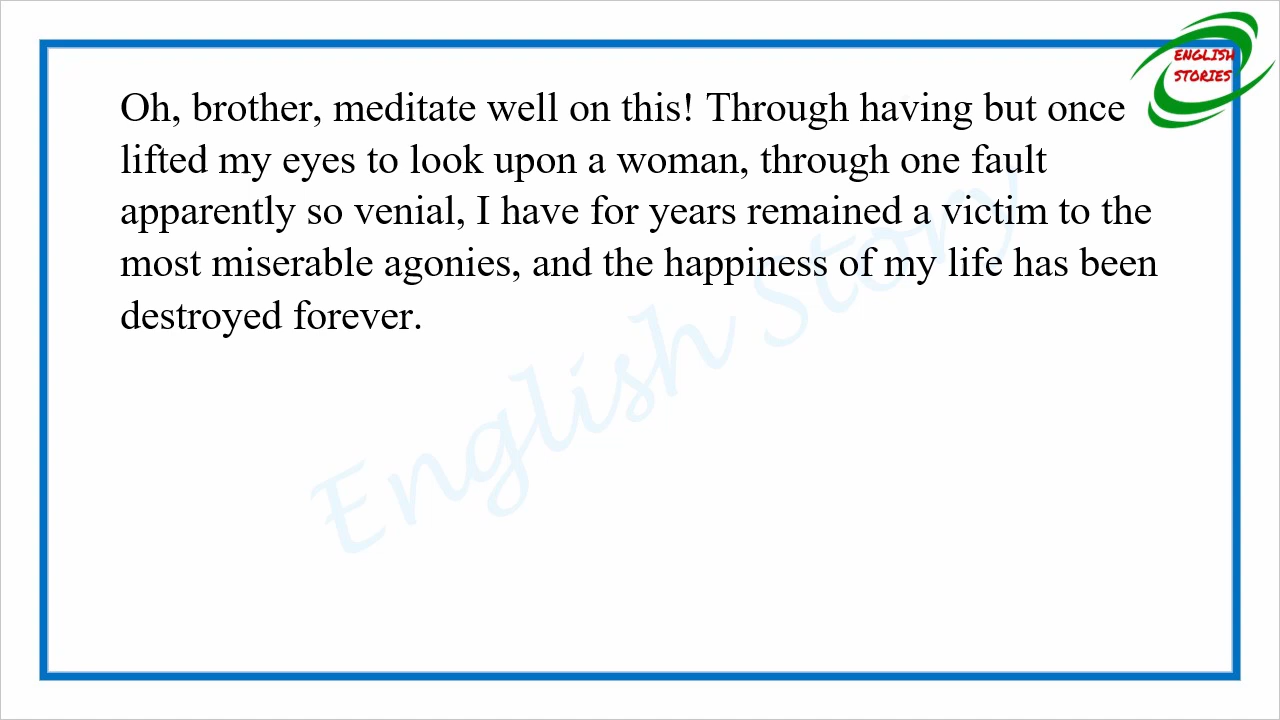 ENGLISH
STORIES
Oh, brother, meditate well on this! Through having but once
lifted my eyes to look upon a woman, through one fault
apparently so venial, I have for years remained a victim to the
most miserable agonies, and the happiness of my life has been
destroyed forever.
English Story